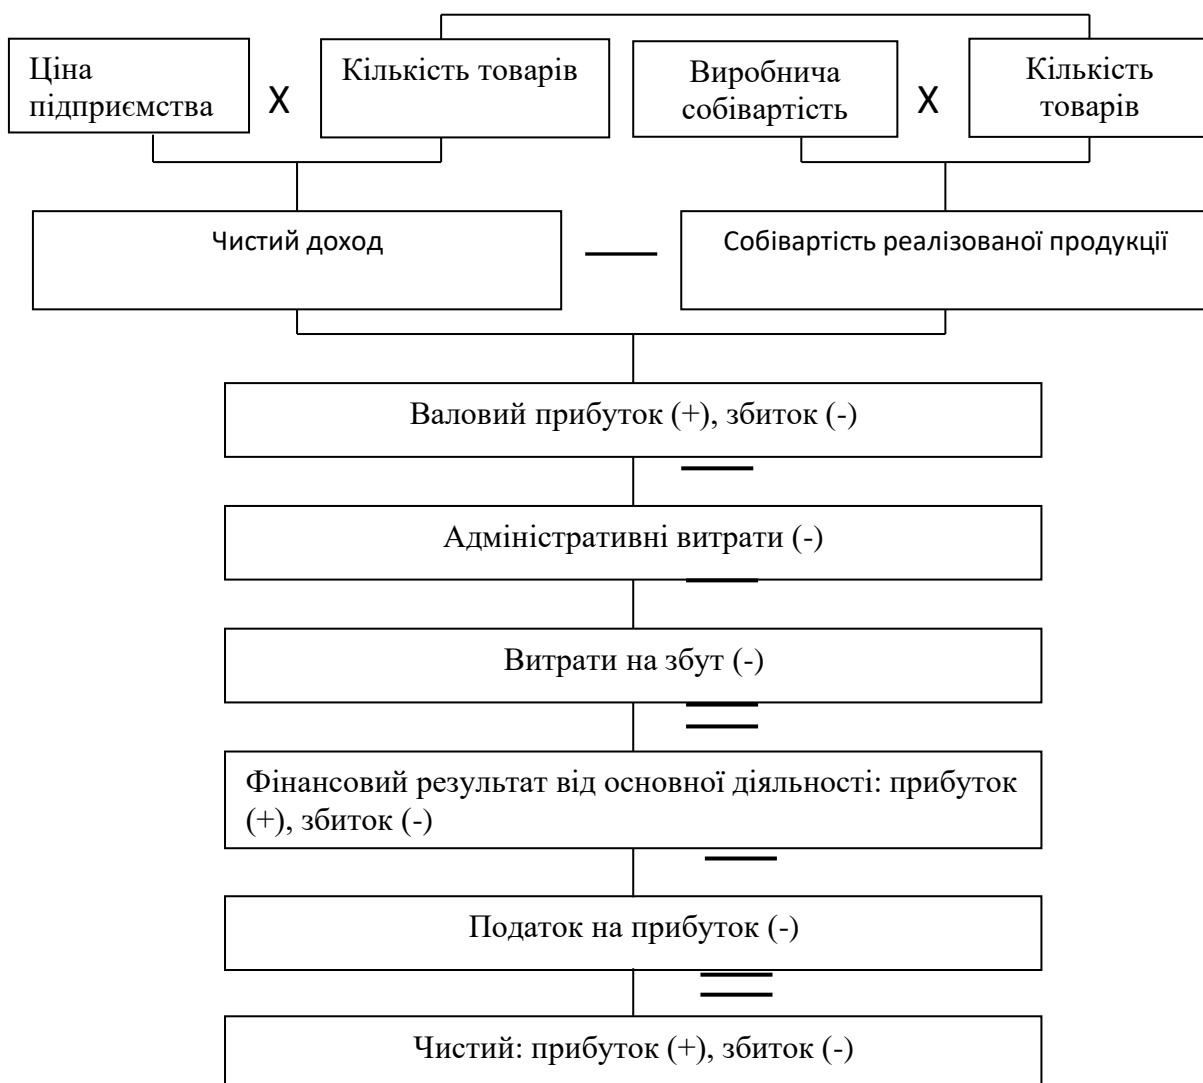 Ціна
підприємства
X
Кількість товарів
Виробнича
собівартість
X
Кількість
товарів
Чистий доход
Собівартість реалізованої продукції
Валовий прибуток (+), збиток (-)
Адміністративні витрати (-)
Витрати на збут (-)
Фінансовий результат від основної діяльності: прибуток
(+), збиток (-)
Податок на прибуток (-)
Чистий: прибуток (+), збиток (-)